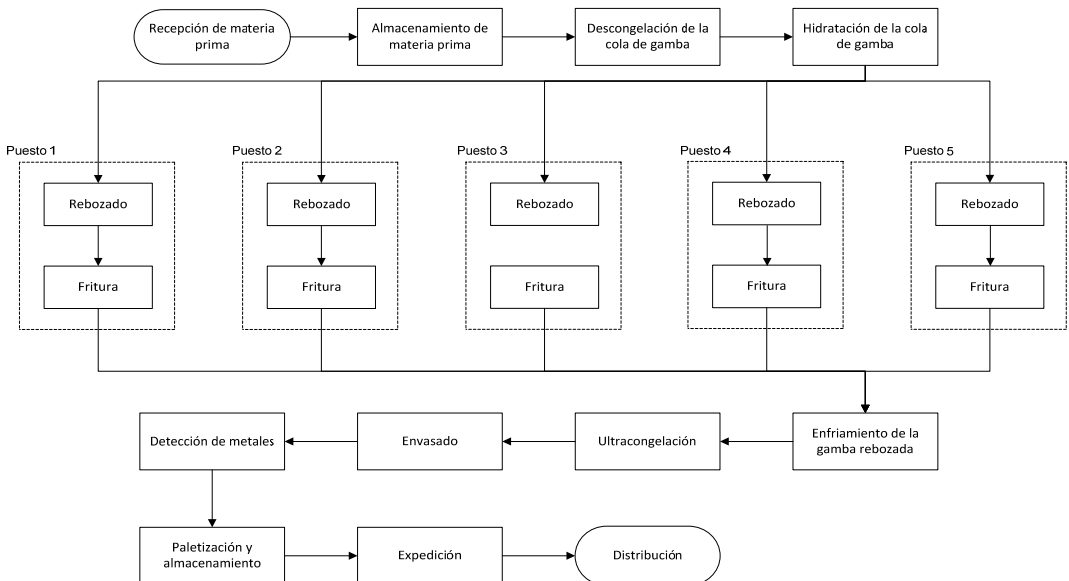 Recepción de materia
prima
Almacenamiento de
materia prima
Descongelación de la
cola de gamba
Hidratación de la cola
de gamba
Puesto 1
Puesto 2
Puesto 3
Puesto 4
Puesto 5
Rebozado
Rebozado
Rebozado
Rebozado
Rebozado
Fritura
Fritura
Fritura
Fritura
Fritura
Detección de metales
Envasado
Ultracongelación
Enfriamiento de la
gamba rebozada
Paletización y
almacenamiento
Expedición
Distribución